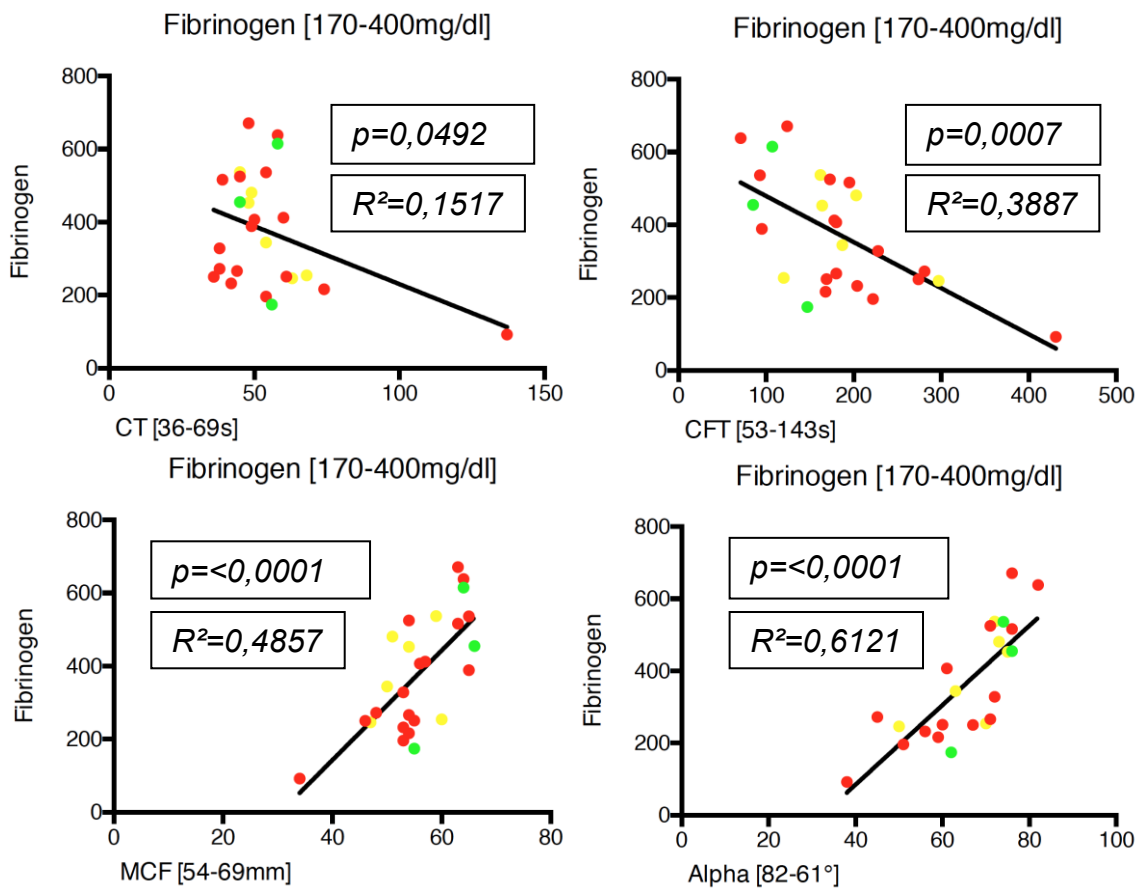 Fibrinogen [170-400mg/dl]
800
600
400
200
0
Fibrinogen
p=0,0492
R²=0,1517
0
50
100
150
CT [36-69s]
Fibrinogen [170-400mg/dl]
800
600
400
200
0
Fibrinogen
p=0,0007
R²=0,3887
0
100
200
300
400
500
CFT [53-143s]
Fibrinogen [170-400mg/dl]
800
600
400
200
0
Fibrinogen
p=<0,0001
R²=0,4857
0
20
40
60
80
MCF [54-69mm]
Fibrinogen [170-400mg/dl]
800
600
400
200
0
Fibrinogen
p=<0,0001
R²=0,6121
0
20
40
60
80
100
Alpha [82-61°]